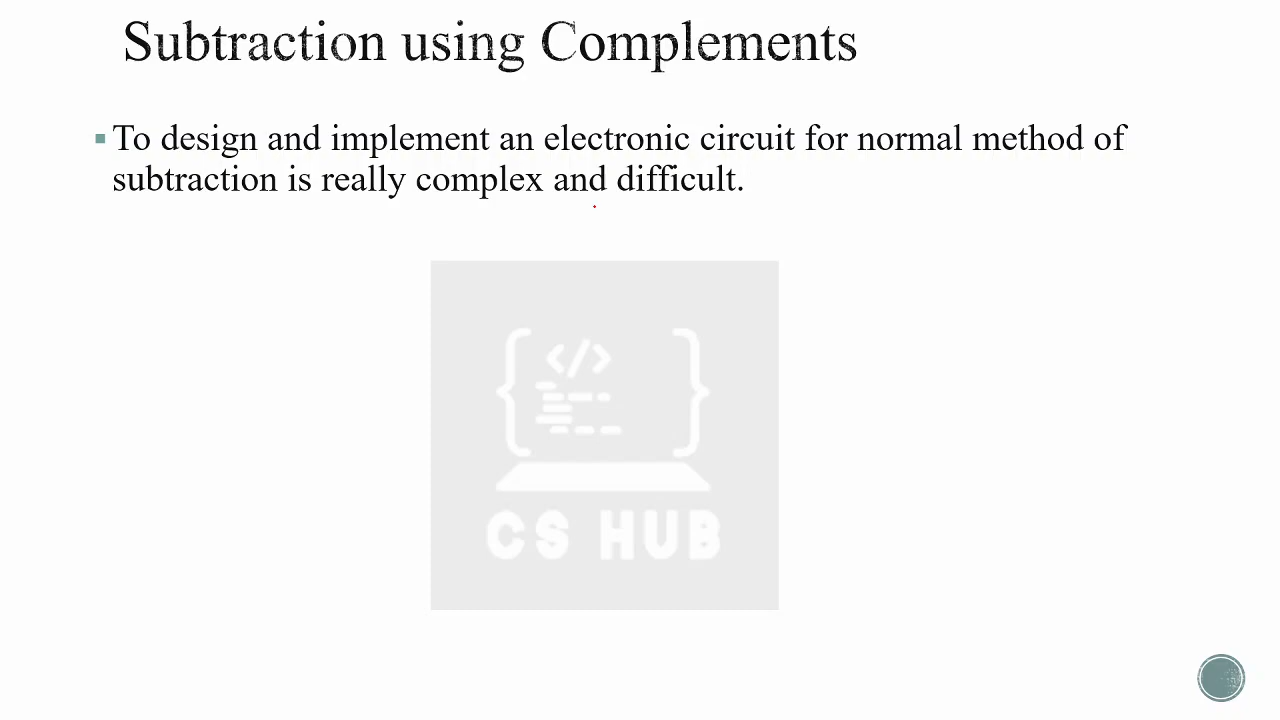 Subtraction using Complements
To design and implement an electronic circuit for normal method of
subtraction is really complex and difficult.
</>
CS HUB